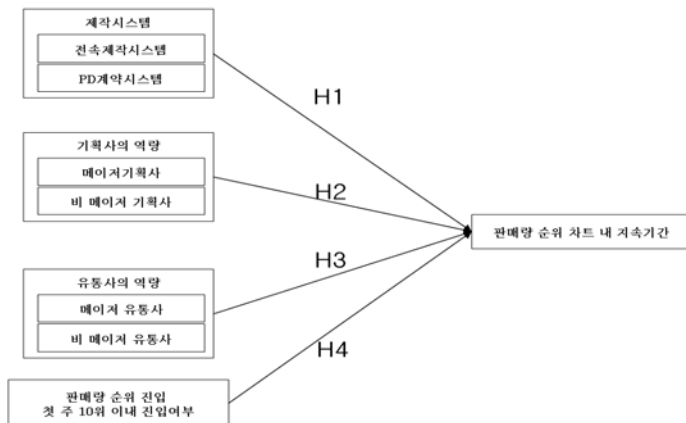 제작시스템
전속제작시스템
PD계약시스템
H1
기획사의 역량
메이저기획사
비 메이저 기획사
H2
판매량 순위 차트 내 지속기간
유통사의 역량
메이저 유통사
비 메이저 유통사
H3
H4
판매량 순위 진입
첫 주 10위 이내 진입여부